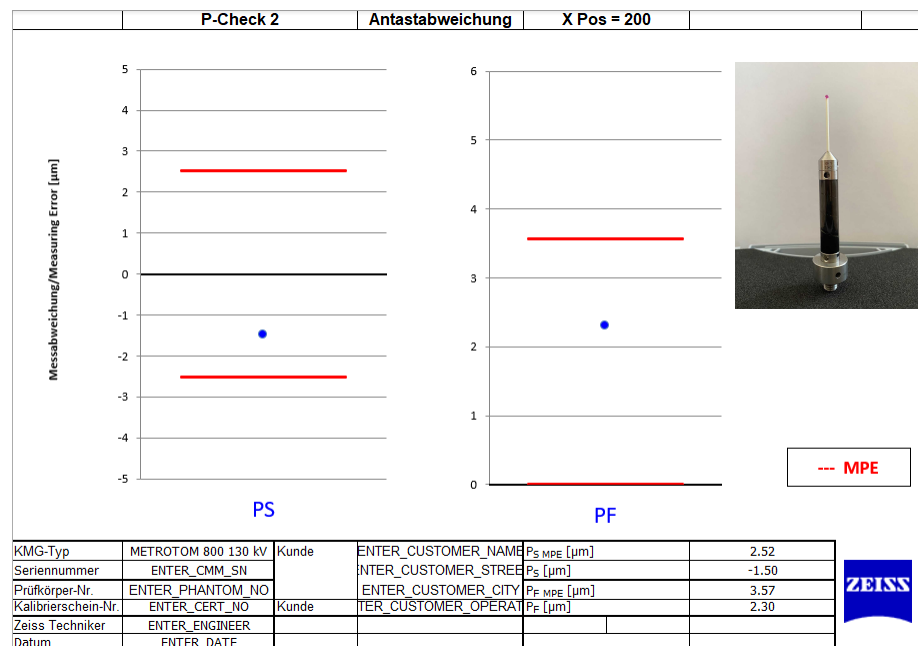 P-Check 2 Antastabweichung X Pos = 200
Messabweichung/Measuring Error [µm]
5
4
3
2
1
0
-1
-2
-3
-4
-5
PS
6
5
4
3
2
1
0
PF
--- MPE
KMG-Typ METROTOM 800 130 kV Kunde ENTER_CUSTOMER_NAME PS MPE [µm] 2.52
Seriennummer ENTER_CMM_SN ENTER_CUSTOMER_STREE PS [µm] -1.50
Prüfkörper-Nr. ENTER_PHANTOM_NO ENTER_CUSTOMER_CITY PF MPE [µm] 3.57
Kalibrierschein-Nr. ENTER_CERT_NO Kunde TER_CUSTOMER_OPERAT PF [µm] 2.30
Zeiss Techniker ENTER_ENGINEER
Datum ENTER_DATE
ZEISS